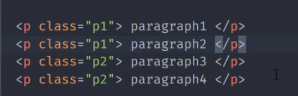 <p class="p1"> paragraph1 </p>
<p class="p1"> paragraph2 </p>
<p class="p2"> paragraph3 </p>
<p class="p2"> paragraph4 </p>